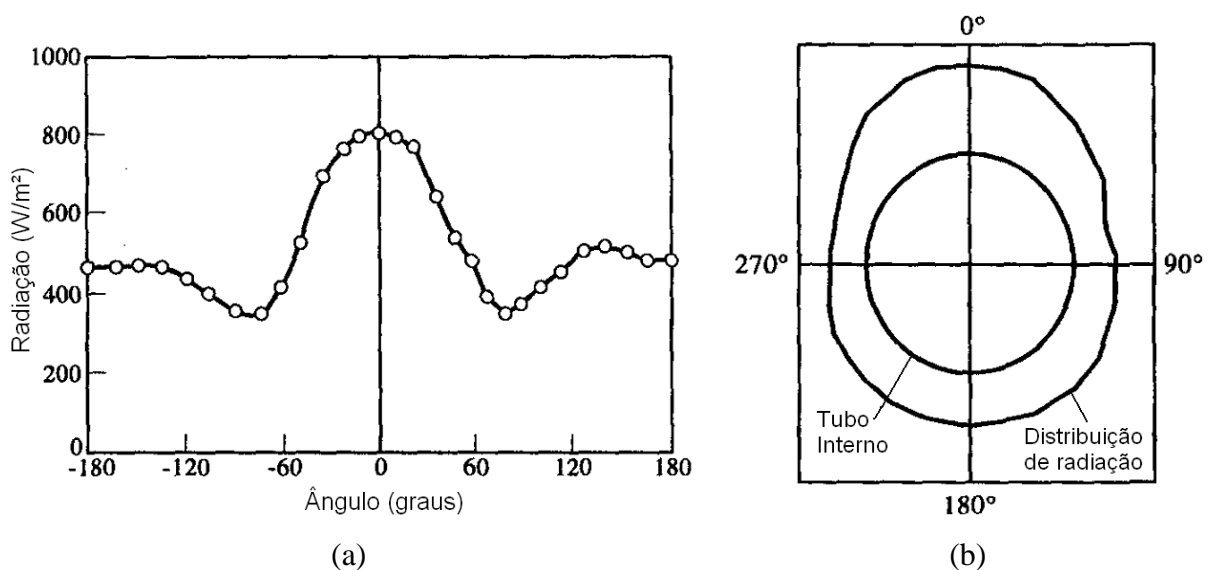 1000
800
600
400
200
0
Radiação (W/m²)
-180 -120 -60 0 60 120 180
Ângulo (graus)
(a)
0°
270° 90°
Tubo
Interno
Distribuição
de radiação
180°
(b)